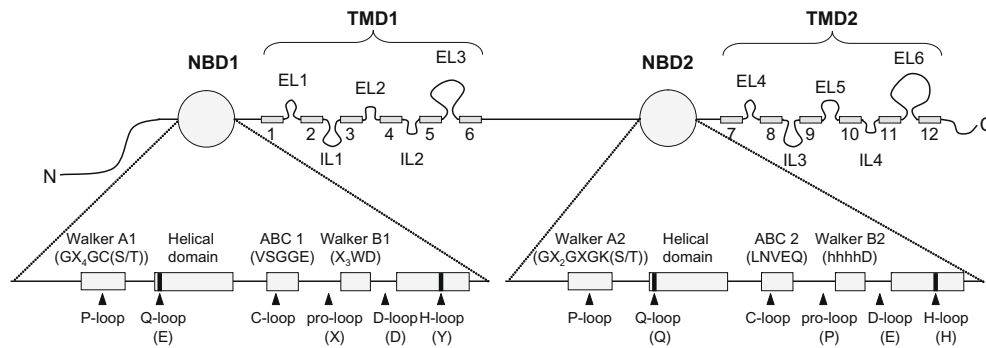 TMD1
TMD2
NBD1
NBD2
EL1
EL2
EL3
EL4
EL5
EL6
1 2 3 4 5 6
7 8 9 10 11 12
IL1
IL2
IL3
IL4
N
C
Walker A1
(GX₄GC(S/T))
Helical
domain
ABC 1
(VSGGE)
Walker B1
(X₃WD)
Walker A2
(GX₂GXGK(S/T))
Helical
domain
ABC 2
(LNVEQ)
Walker B2
(hhhhD)
P-loop
Q-loop
(E)
C-loop
pro-loop
(X)
D-loop
(D)
H-loop
(Y)
P-loop
Q-loop
(Q)
C-loop
pro-loop
(P)
D-loop
(E)
H-loop
(H)